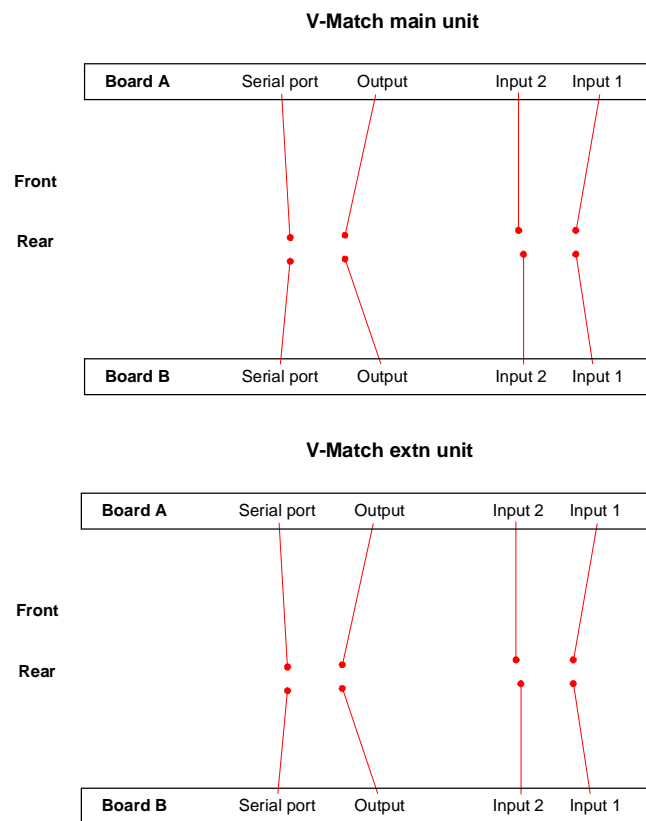 V-Match main unit
Board A Serial port Output Input 2 Input 1
Front
Rear
Board B Serial port Output Input 2 Input 1
V-Match extn unit
Board A Serial port Output Input 2 Input 1
Front
Rear
Board B Serial port Output Input 2 Input 1